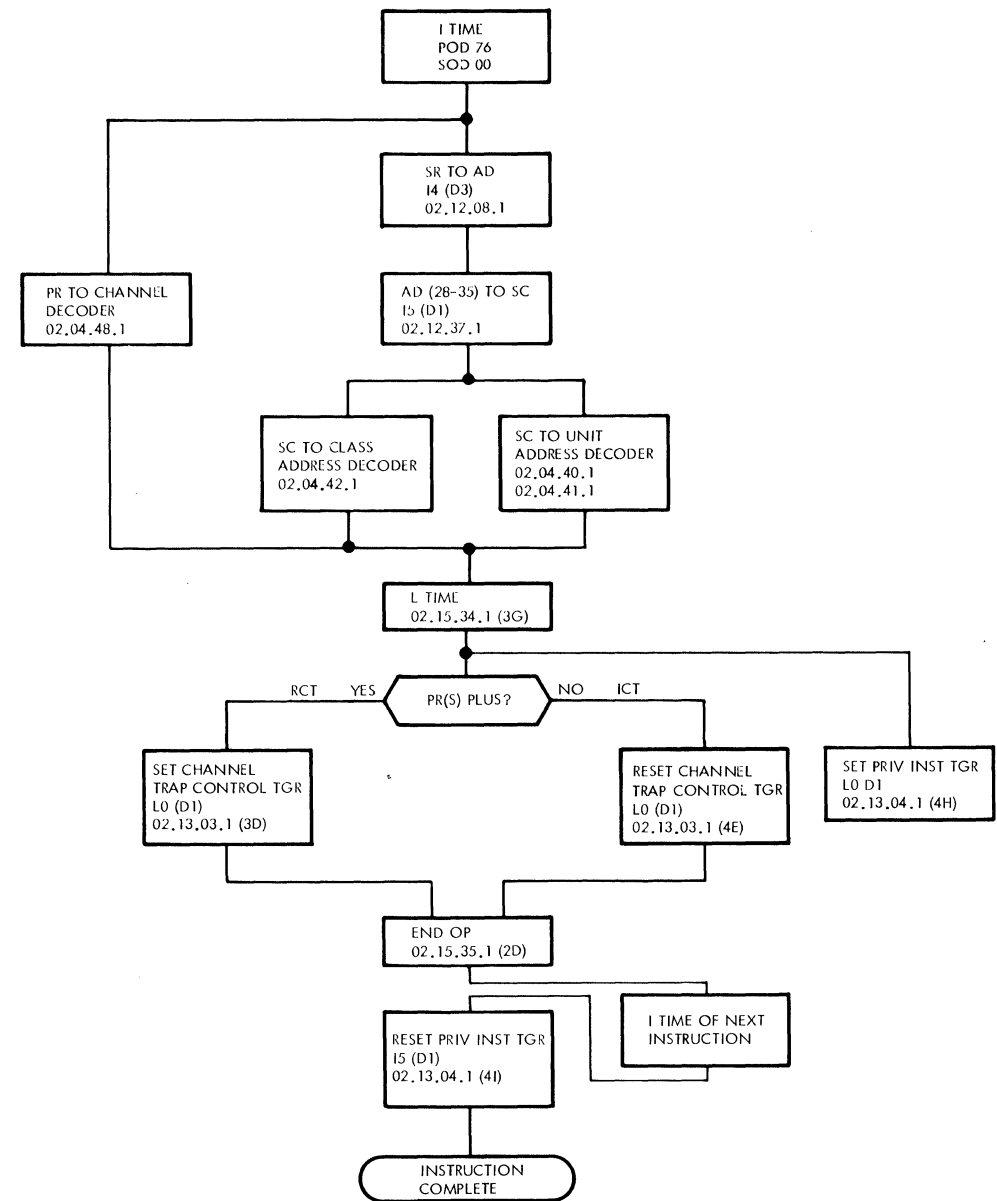 I TIME
POD 76
SOD 00
SR TO AD
I4 (D3)
02.12.08.1
PR TO CHANNEL
DECODER
02.04.48.1
AD (28-35) TO SC
I5 (D1)
02.12.37.1
SC TO CLASS
ADDRESS DECODER
02.04.42.1
SC TO UNIT
ADDRESS DECODER
02.04.40.1
02.04.41.1
L TIME
02.15.34.1 (3G)
RCT YES
PR(S) PLUS?
NO ICT
SET CHANNEL
TRAP CONTROL TGR
L0 (D1)
02.13.03.1 (3D)
RESET CHANNEL
TRAP CONTROL TGR
L0 (D1)
02.13.03.1 (4E)
SET PRIV INST TGR
L0 D1
02.13.04.1 (4H)
END OP
02.15.35.1 (2D)
I TIME OF NEXT
INSTRUCTION
RESET PRIV INST TGR
I5 (D1)
02.13.04.1 (4I)
INSTRUCTION
COMPLETE